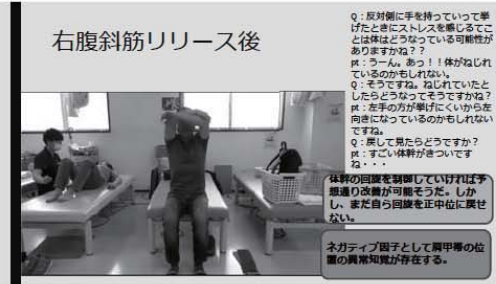 右腹斜筋リリース後
Q：反対側に手を持っていって挙
げたときにストレスを感じるてこ
とは体はどうなっている可能性が
ありますかね？？
pt：うーん。あっ！！体がねじれ
ているのかもしれない。
Q：そうですね。ねじれていたと
したらどうなってそうですかね？
pt：左手の方が挙げにくいから左
向きになっているのかもしれない
ですね。
Q：戻して見たらどうですか？
pt：すごい体幹がきついです
ね・・・
体幹の回旋を制御していければ予
想通り改善が可能そうだ。しか
し、まだ自ら回旋を正中位に戻せ
ない。
ネガティブ因子として肩甲帯の位
置の異常知覚が存在する。